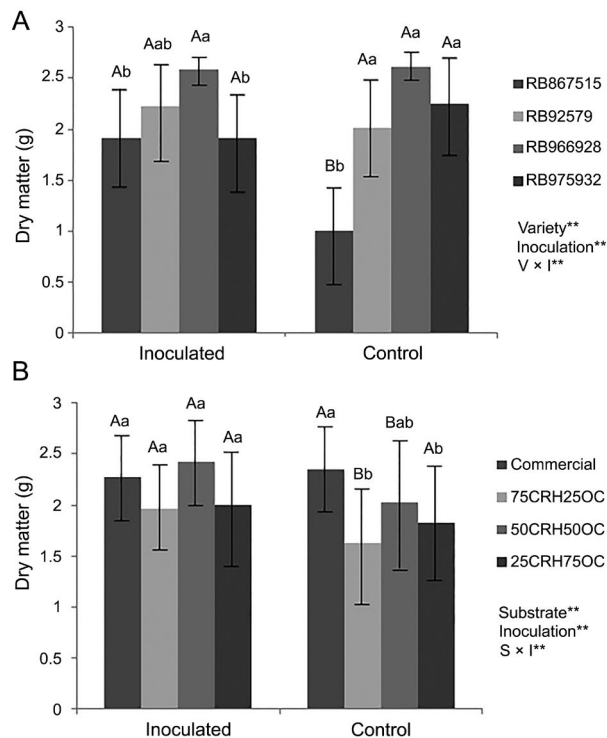 A
3
2.5
2
1.5
1
2.5
0
Dry matter (g)
Ab
Aab
Aa
Ab
Bb
Aa
Aa
Aa
Inoculated
Control
RB867515
RB92579
RB966928
RB975932
Variety**
Inoculation**
V × I**
B
3
2.5
2
1.5
1
0.5
0
Dry matter (g)
Aa
Aa
Aa
Aa
Aa
Bb
Bab
Ab
Inoculated
Control
Commercial
75CRH25OC
50CRH50OC
25CRH75OC
Substrate**
Inoculation**
S × I**